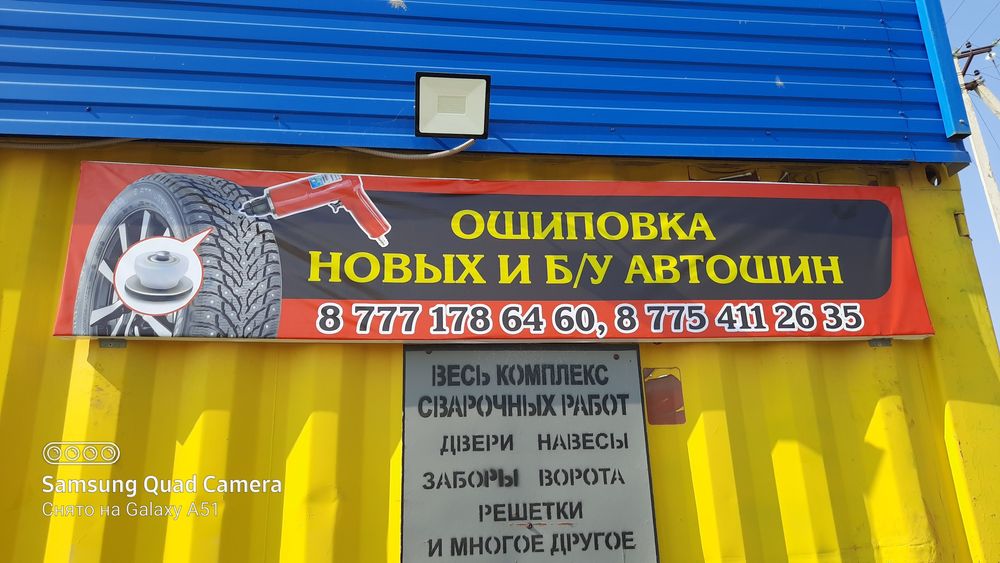 ОШИПОВКА
НОВЫХ И Б/У АВТОШИН
8 777 178 64 60, 8 775 411 26 35
ВЕСЬ КОМПЛЕКС
СВАРОЧНЫХ РАБОТ
ДВЕРИ НАВЕСЫ
ЗАБОРЫ ВОРОТА
РЕШЕТКИ
И МНОГОЕ ДРУГОЕ
Samsung Quad Camera
Снято на Galaxy A51